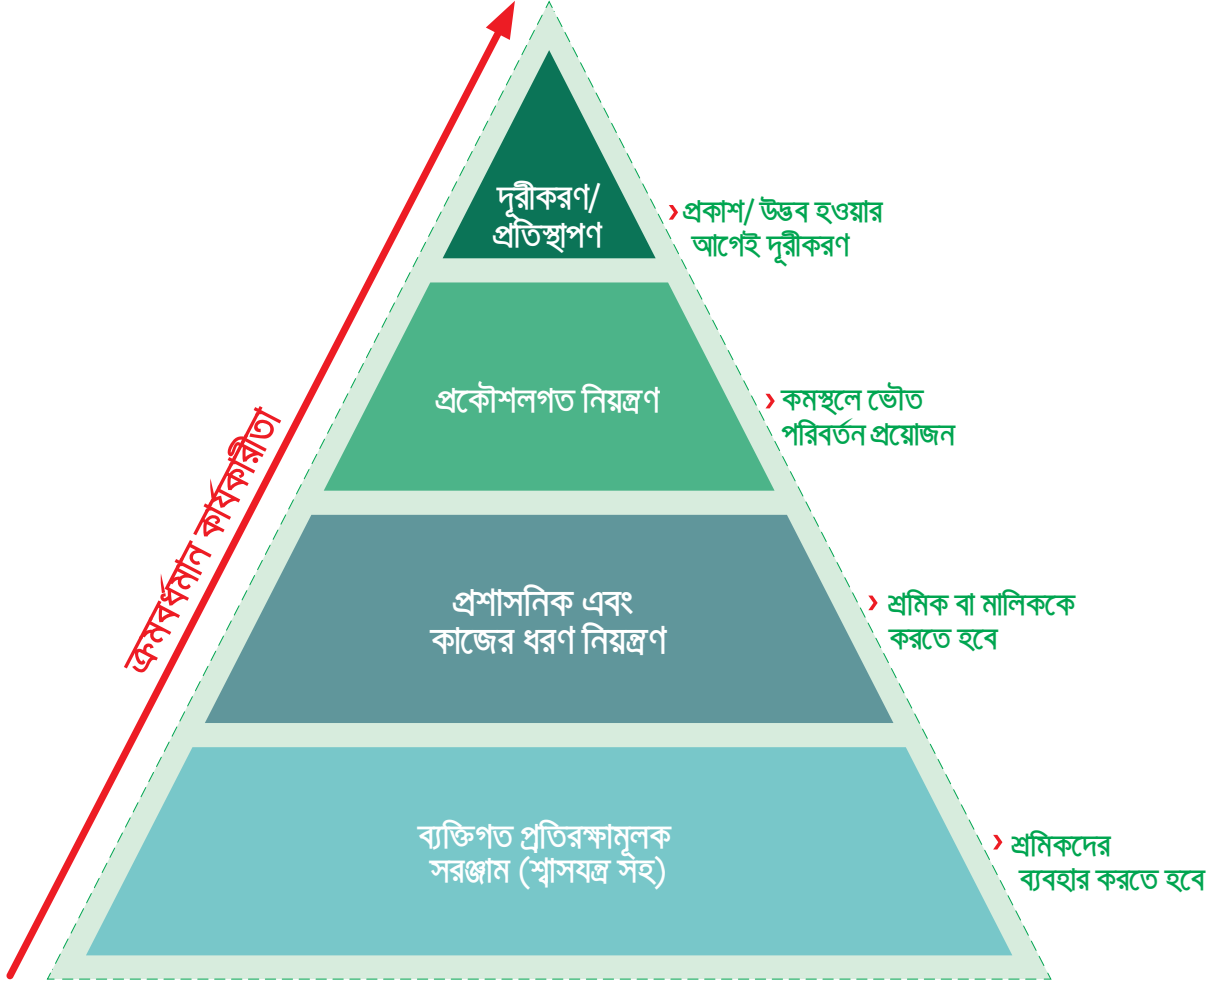 দূরীকরণ/
প্রতিস্থাপণ
প্রকাশ/ উদ্ভব হওয়ার
আগেই দূরীকরণ
প্রকৌশলগত নিয়ন্ত্রণ
কমস্থলে ভৌত
পরিবর্তন প্রয়োজন
ক্রমবর্ধমান কার্যকারীতা
প্রশাসনিক এবং
কাজের ধরণ নিয়ন্ত্রণ
শ্রমিক বা মালিককে
করতে হবে
ব্যক্তিগত প্রতিরক্ষামূলক
সরঞ্জাম (শ্বাসযন্ত্র সহ)
শ্রমিকদের
ব্যবহার করতে হবে